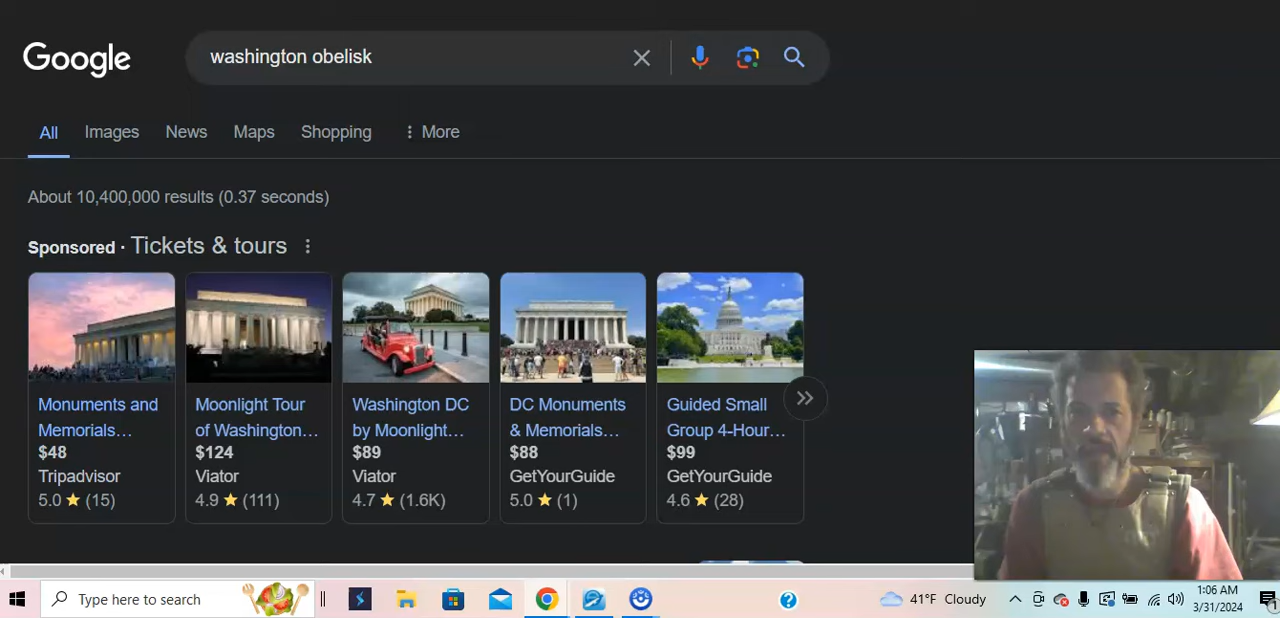 Google
washington obelisk
All Images News Maps Shopping More
About 10,400,000 results (0.37 seconds)
Sponsored · Tickets & tours
Monuments and Memorials…
$48
Tripadvisor
5.0 ★ (15)
Moonlight Tour of Washington…
$124
Viator
4.9 ★ (111)
Washington DC by Moonlight…
$89
Viator
4.7 ★ (1.6K)
DC Monuments & Memorials…
$88
GetYourGuide
5.0 ★ (1)
Guided Small Group 4-Hour…
$99
GetYourGuide
4.6 ★ (28)
Type here to search
41°F Cloudy
1:06 AM
3/31/2024